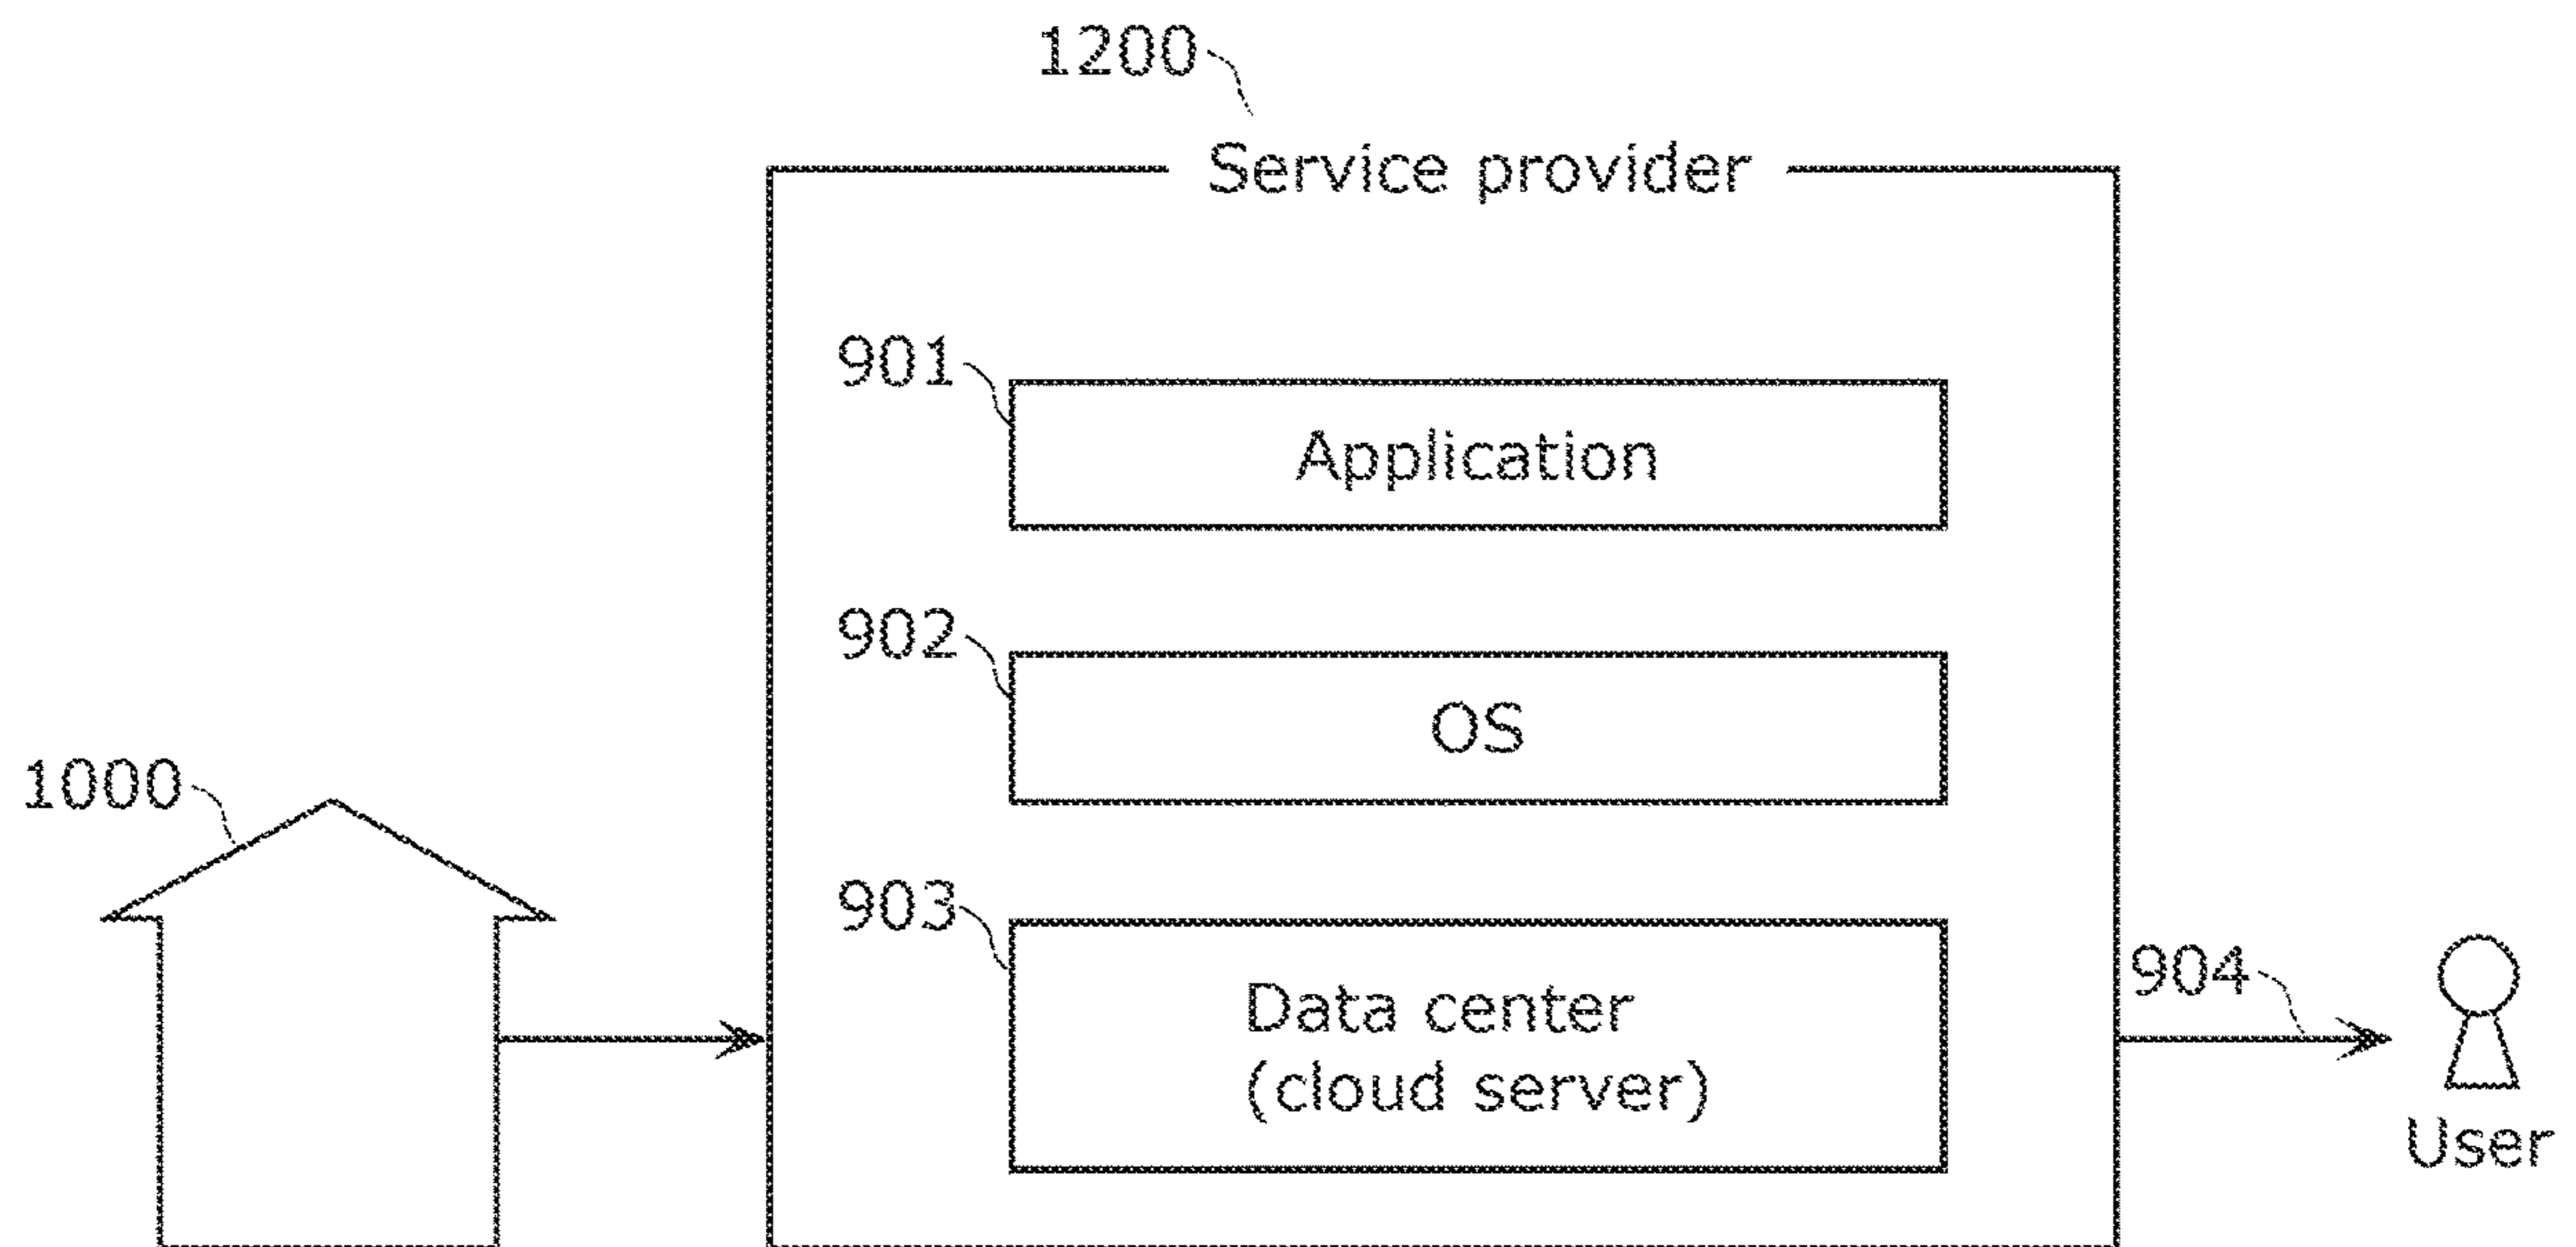 1200
Service provider
901
Application
902
OS
1000
903
Data center
(cloud server)
904
User